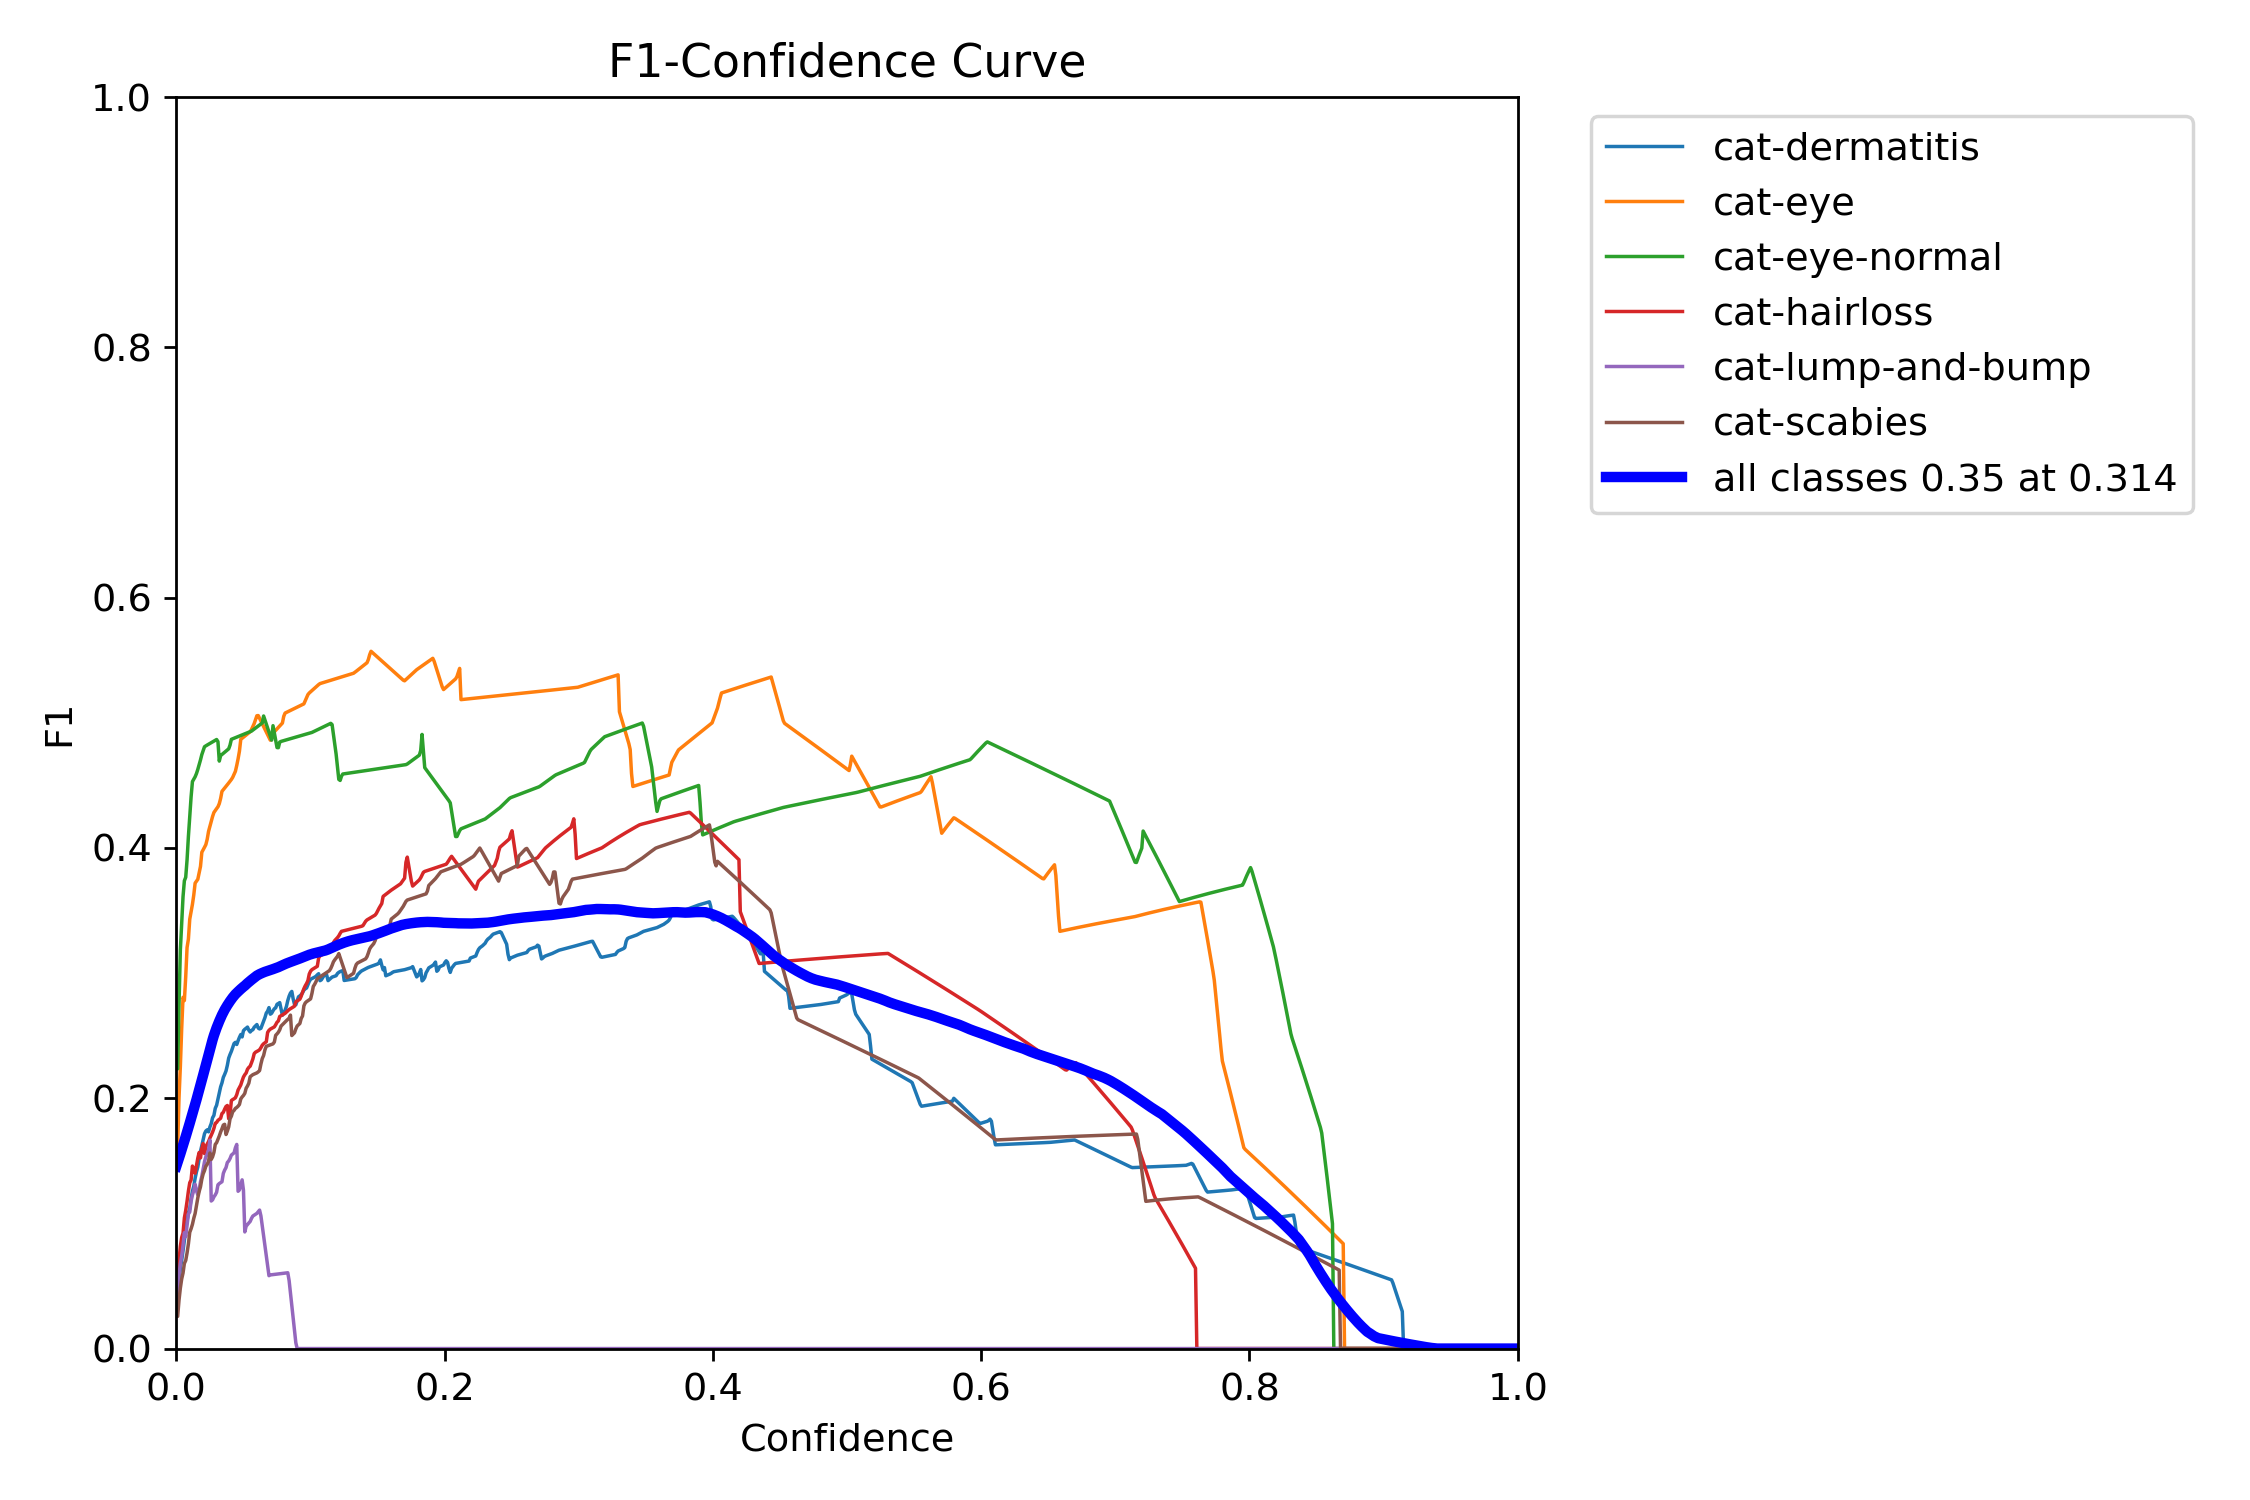 F1-Confidence Curve
1.0
0.8
0.6
0.4
0.2
0.0
F1
0.0 0.2 0.4 0.6 0.8 1.0
Confidence
cat-dermatitis
cat-eye
cat-eye-normal
cat-hairloss
cat-lump-and-bump
cat-scabies
all classes 0.35 at 0.314